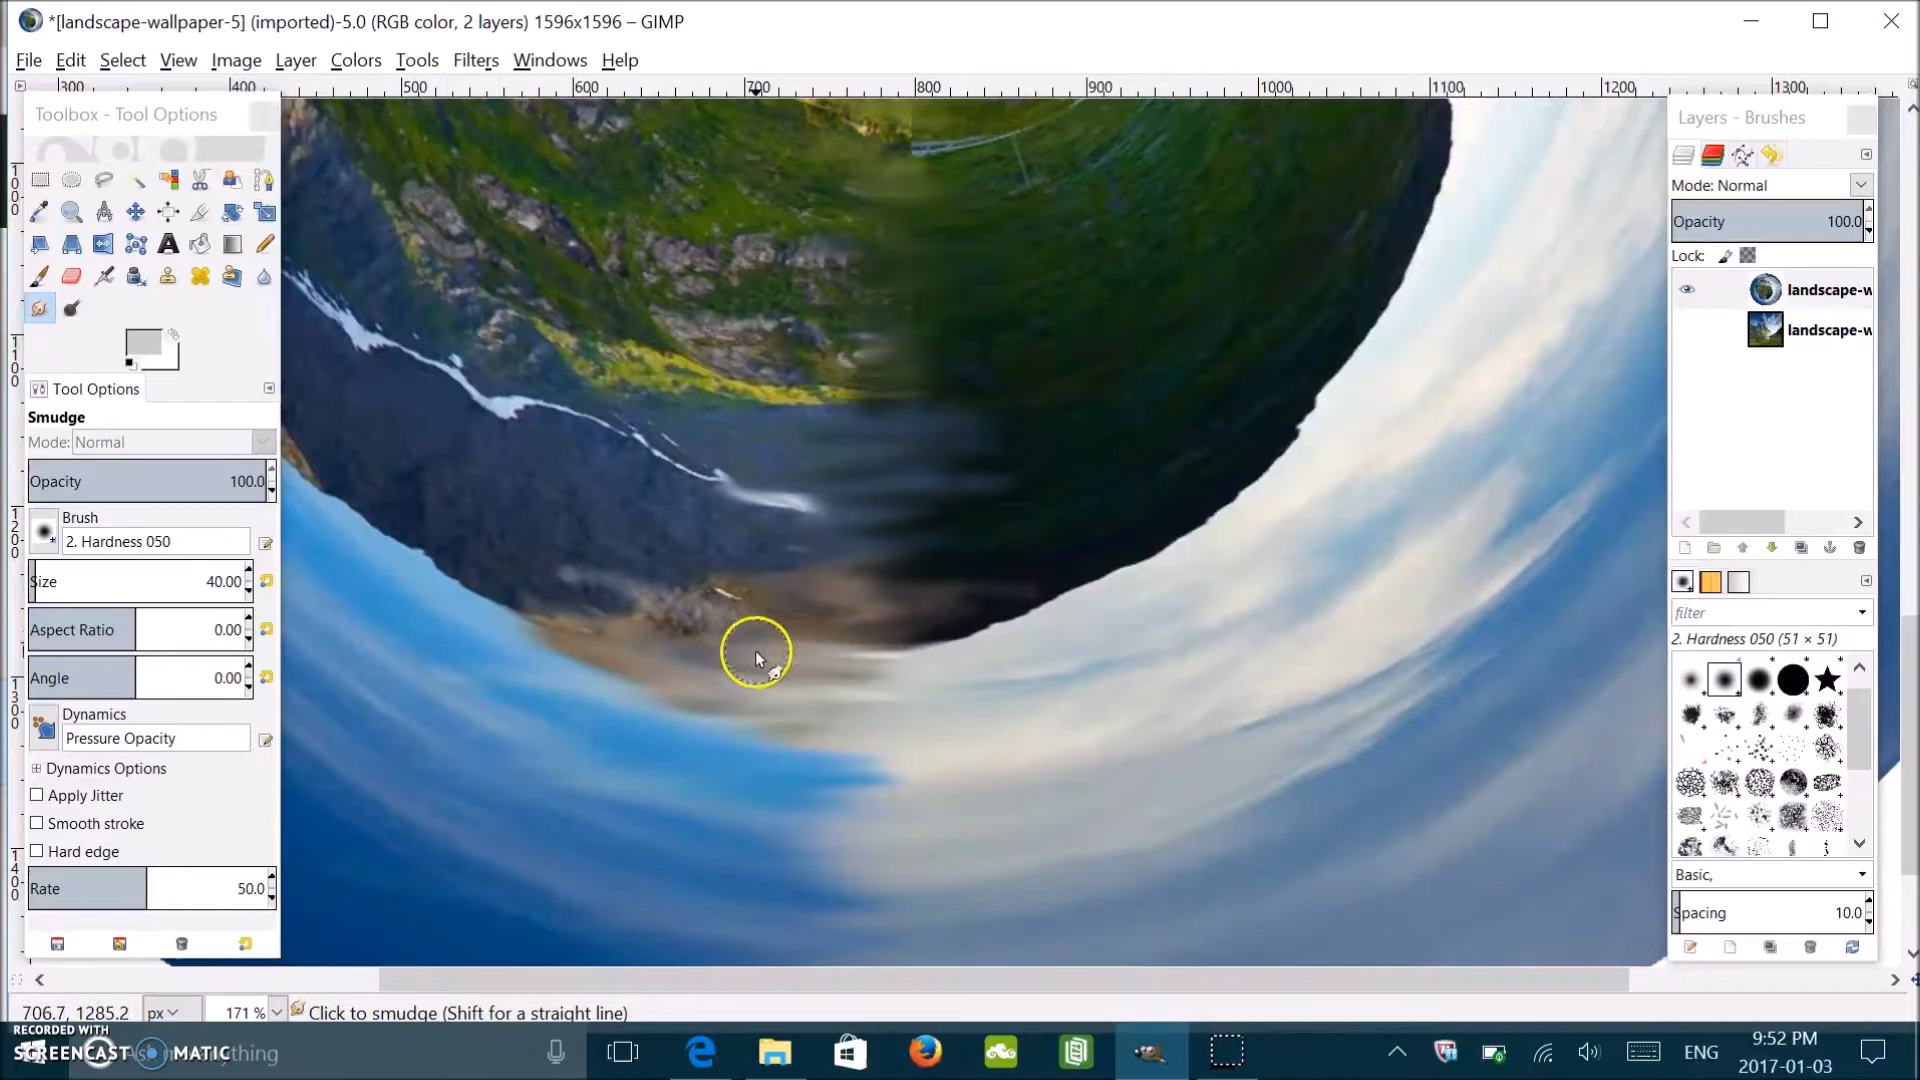 *[landscape-wallpaper-5] (imported)-5.0 (RGB color, 2 layers) 1596x1596 – GIMP
File Edit Select View Image Layer Colors Tools Filters Windows Help
300 400 500 600 700 800 900 1000 1100 1200 1300
Toolbox - Tool Options
Tool Options
Smudge
Mode: Normal
Opacity 100.0
Brush
2. Hardness 050
Size 40.00
Aspect Ratio 0.00
Angle 0.00
Dynamics
Pressure Opacity
Dynamics Options
Apply Jitter
Smooth stroke
Hard edge
Rate 50.0
Layers - Brushes
Mode: Normal
Opacity 100.0
Lock:
landscape-w
landscape-w
filter
2. Hardness 050 (51 × 51)
Basic,
Spacing 10.0
706.7, 1285.2 px 171 % Click to smudge (Shift for a straight line)
RECORDED WITH
SCREENCAST MATIC
ENG
9:52 PM
2017-01-03